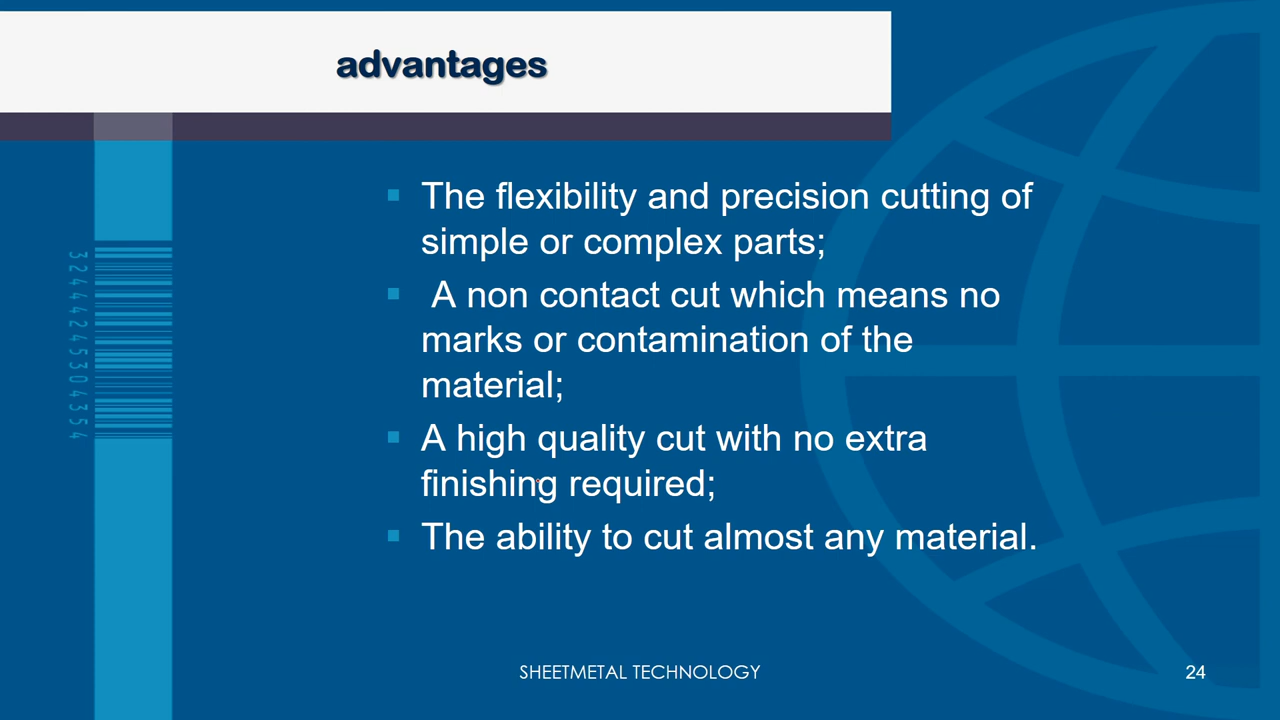 advantages
The flexibility and precision cutting of
simple or complex parts;
A non contact cut which means no
marks or contamination of the
material;
A high quality cut with no extra
finishing required;
The ability to cut almost any material.
324442245304354
SHEETMETAL TECHNOLOGY
24